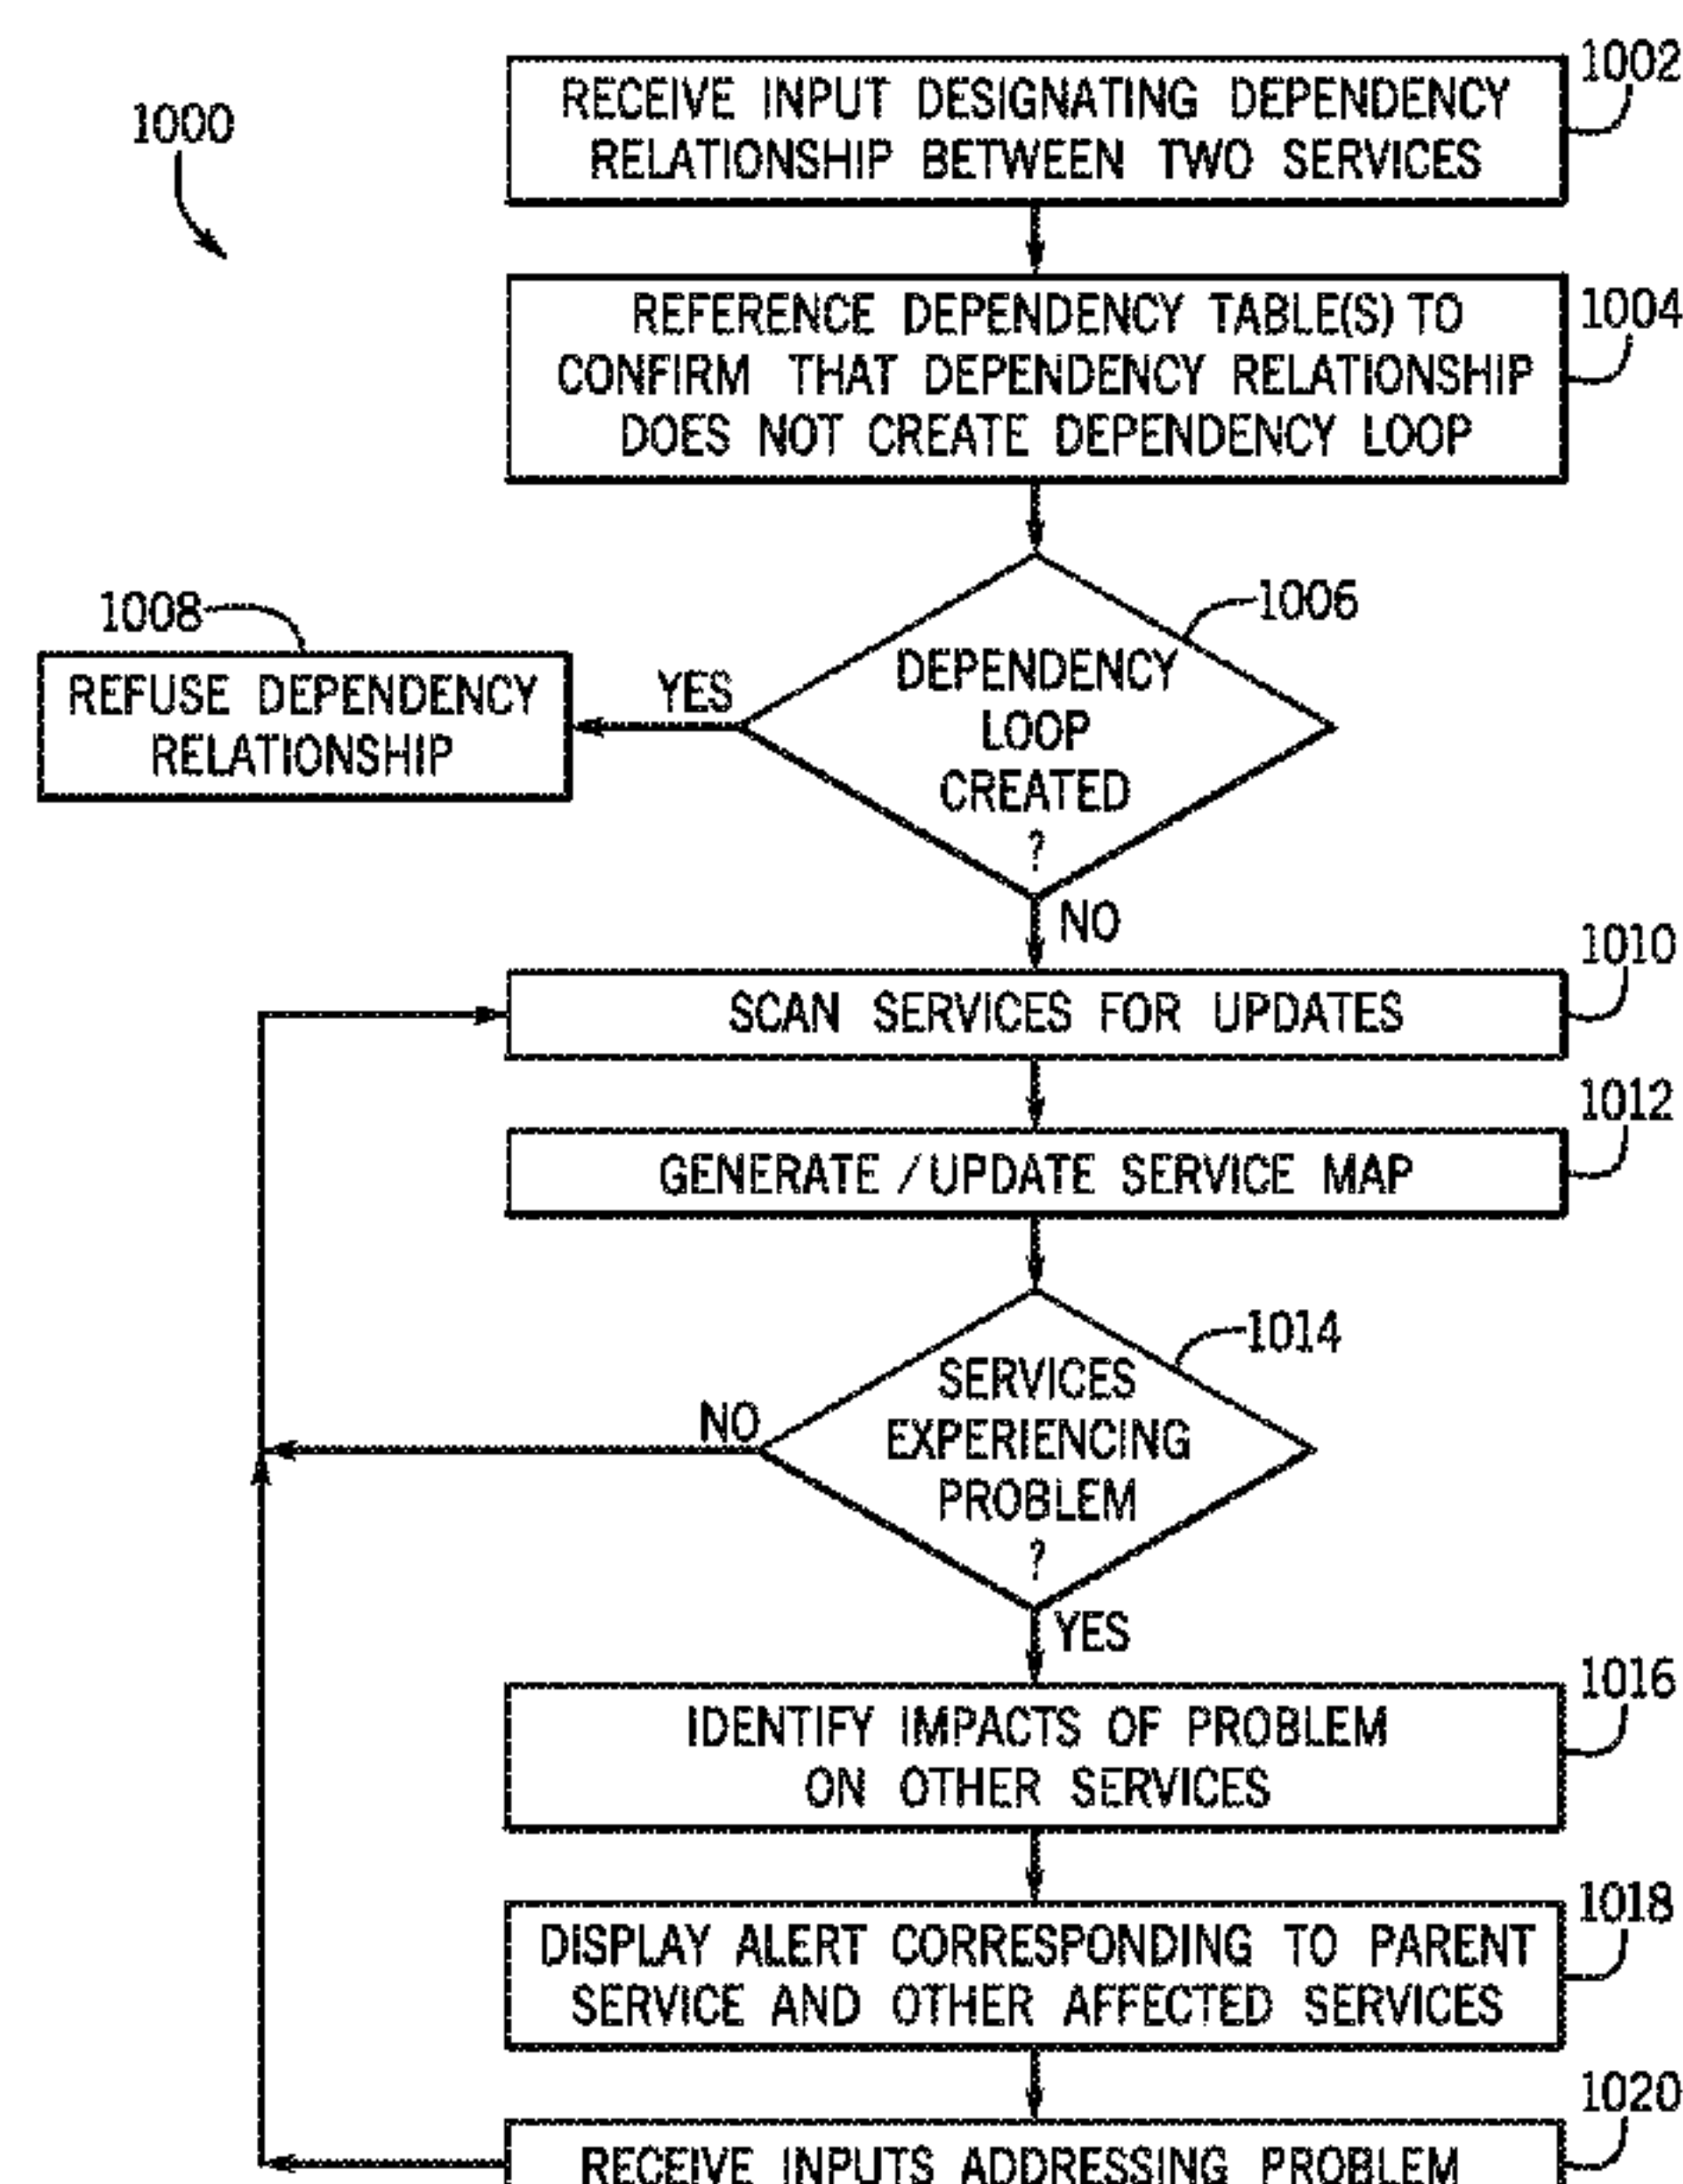 1002
RECEIVE INPUT DESIGNATING DEPENDENCY
RELATIONSHIP BETWEEN TWO SERVICES
1000
1004
REFERENCE DEPENDENCY TABLE(S) TO
CONFIRM THAT DEPENDENCY RELATIONSHIP
DOES NOT CREATE DEPENDENCY LOOP
1006
DEPENDENCY
LOOP
CREATED
?
YES
1008
REFUSE DEPENDENCY
RELATIONSHIP
NO
1010
SCAN SERVICES FOR UPDATES
1012
GENERATE / UPDATE SERVICE MAP
1014
SERVICES
EXPERIENCING
PROBLEM
?
NO
YES
1016
IDENTIFY IMPACTS OF PROBLEM
ON OTHER SERVICES
1018
DISPLAY ALERT CORRESPONDING TO PARENT
SERVICE AND OTHER AFFECTED SERVICES
1020
RECEIVE INPUTS ADDRESSING PROBLEM